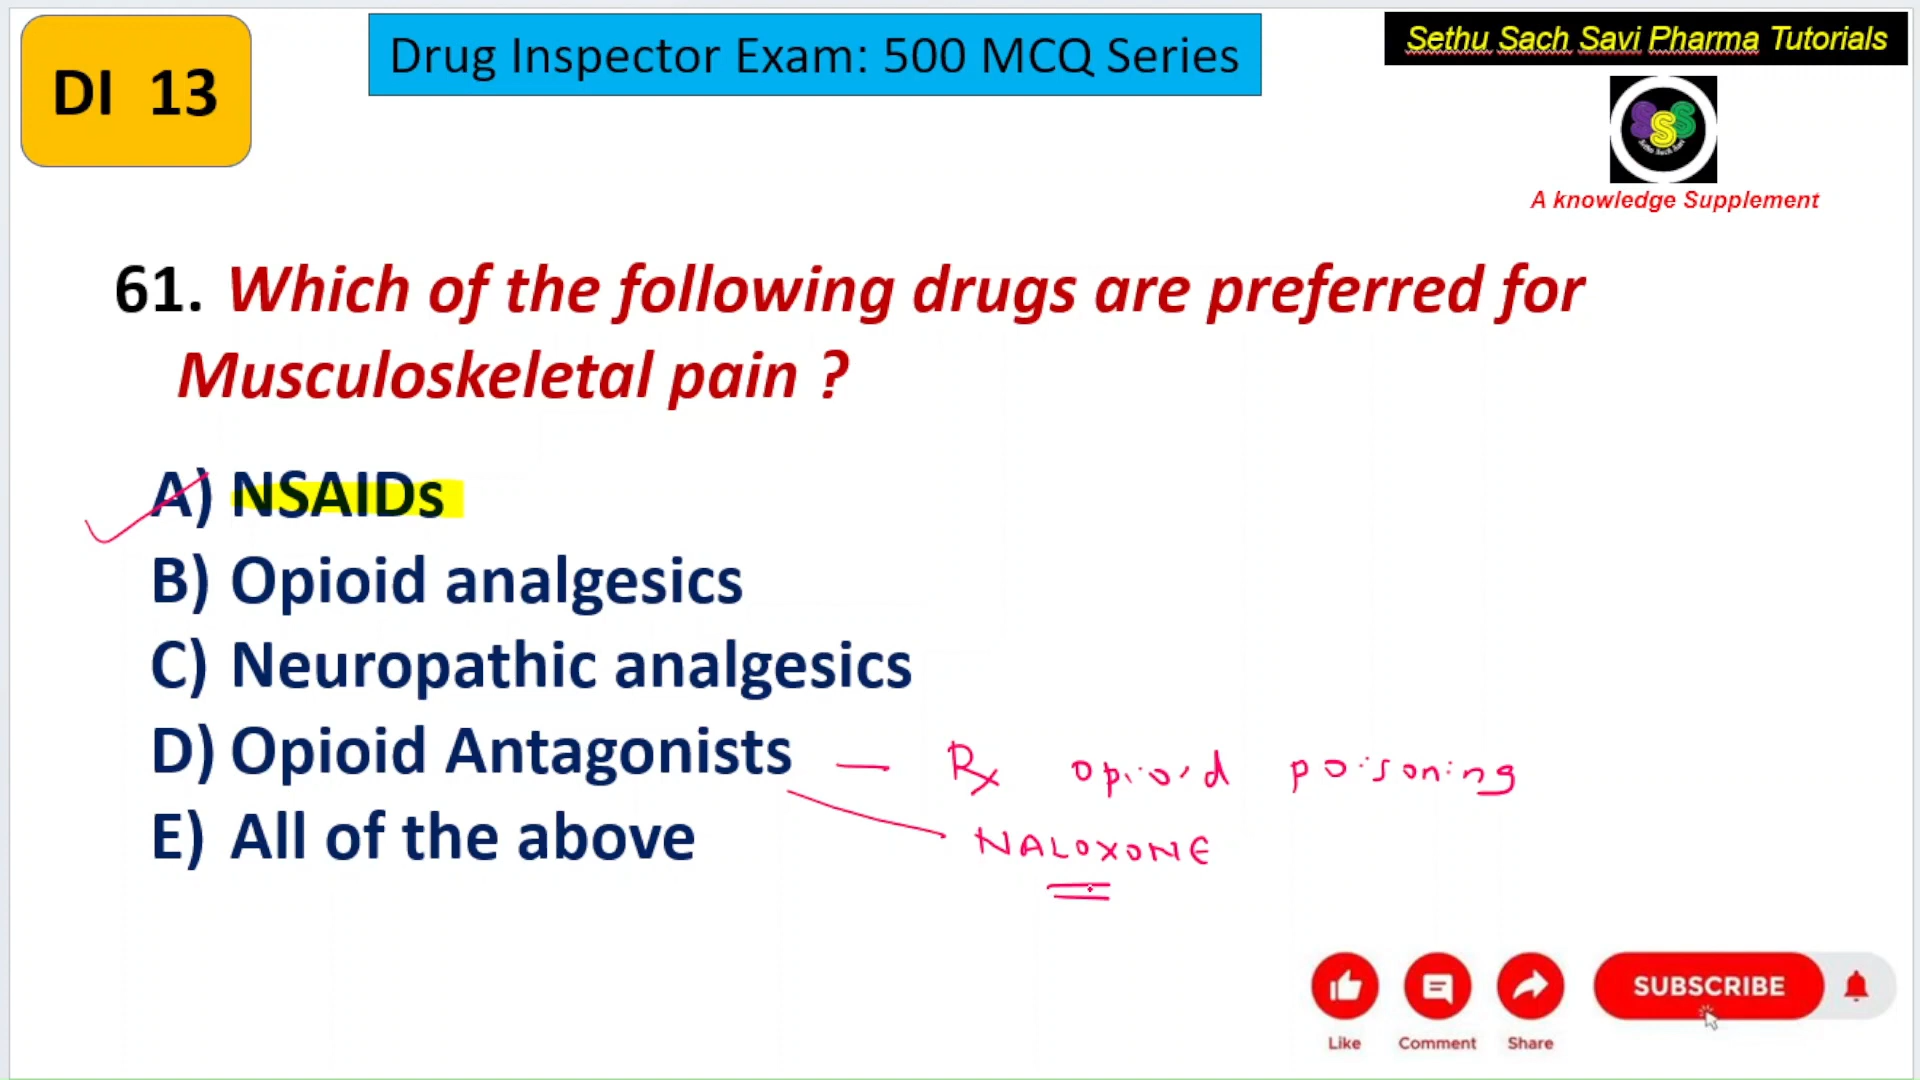 DI 13
Drug Inspector Exam: 500 MCQ Series
Sethu Sach Savi Pharma Tutorials
SSS
A knowledge Supplement
61. Which of the following drugs are preferred for
Musculoskeletal pain ?
A) NSAIDs
B) Opioid analgesics
C) Neuropathic analgesics
D) Opioid Antagonists — Rx opioid poisoning
NALOXONE
E) All of the above
SUBSCRIBE
Like Comment Share